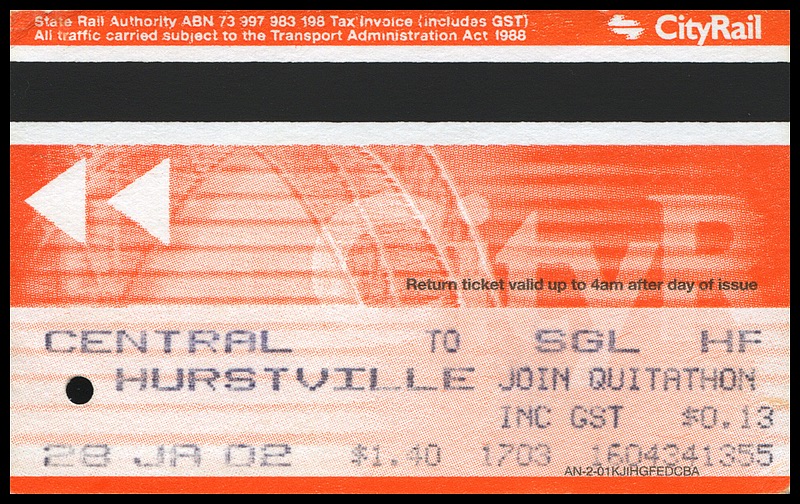 State Rail Authority ABN 73 997 983 198 Tax Invoice (includes GST)
All traffic carried subject to the Transport Administration Act 1988
CityRail
Return ticket valid up to 4am after day of issue
CENTRAL TO SGL HF
HURSTVILLE JOIN QUITATHON
INC GST $0.13
28 JA 02 $1.40 1703 1604341355
AN-2-01KJIHGFEDCBA